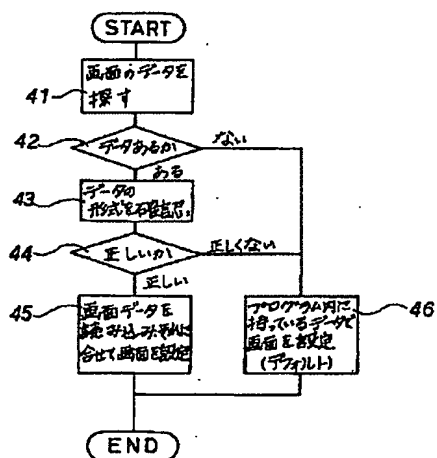 START
41
画面のデータを
探す
42
データあるか
ない
ある
43
データの
形式を確認。
44
正しいか
正しくない
正しい
45
画面データを
読み込みそれに
合せて画面を設定
プログラム内に
持っているデータで
画面を設定
(デフォルト)
46
END